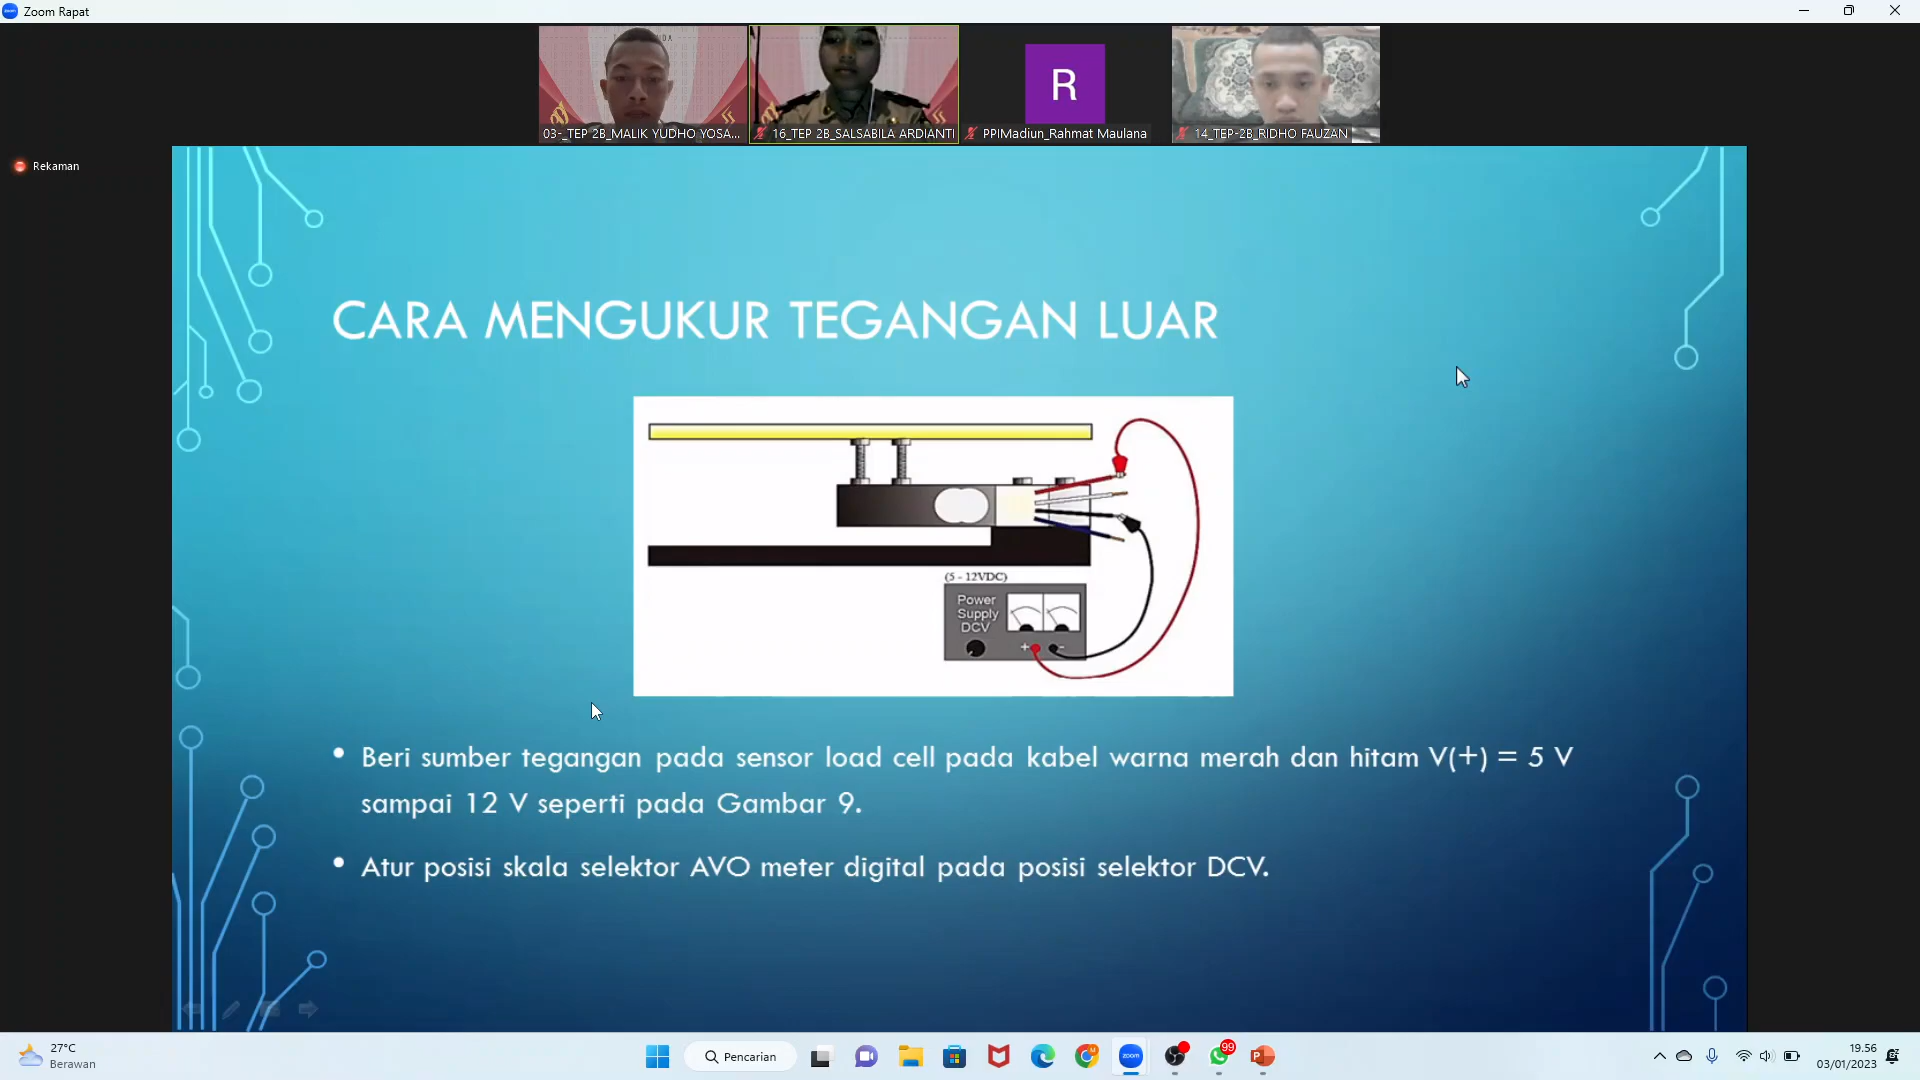 Zoom Rapat
03-_TEP 2B_MALIK YUDHO YOSA...
16_TEP 2B_SALSABILA ARDIANTI
R
PPIMadiun_Rahmat Maulana
14_TEP-2B_RIDHO FAUZAN
Rekaman
CARA MENGUKUR TEGANGAN LUAR
(5 - 12VDC)
Power
Supply
DCV
+ -
• Beri sumber tegangan pada sensor load cell pada kabel warna merah dan hitam V(+) = 5 V
sampai 12 V seperti pada Gambar 9.
• Atur posisi skala selektor AVO meter digital pada posisi selektor DCV.
27°C
Berawan
Pencarian
zoom
99
19.56
03/01/2023